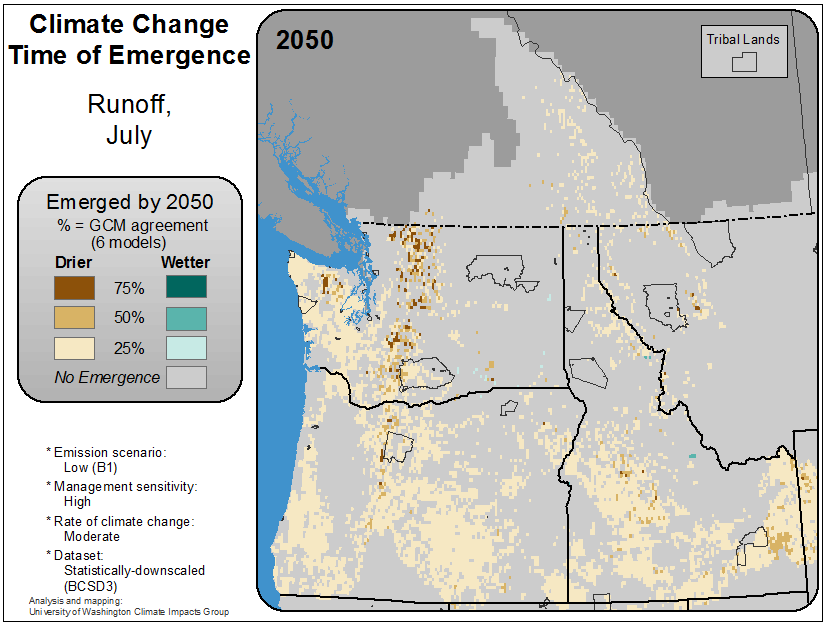 Climate Change
Time of Emergence
Runoff,
July
Emerged by 2050
% = GCM agreement
(6 models)
Drier Wetter
75%
50%
25%
No Emergence
* Emission scenario:
Low (B1)
* Management sensitivity:
High
* Rate of climate change:
Moderate
* Dataset:
Statistically-downscaled
(BCSD3)
Analysis and mapping:
University of Washington Climate Impacts Group
2050
Tribal Lands